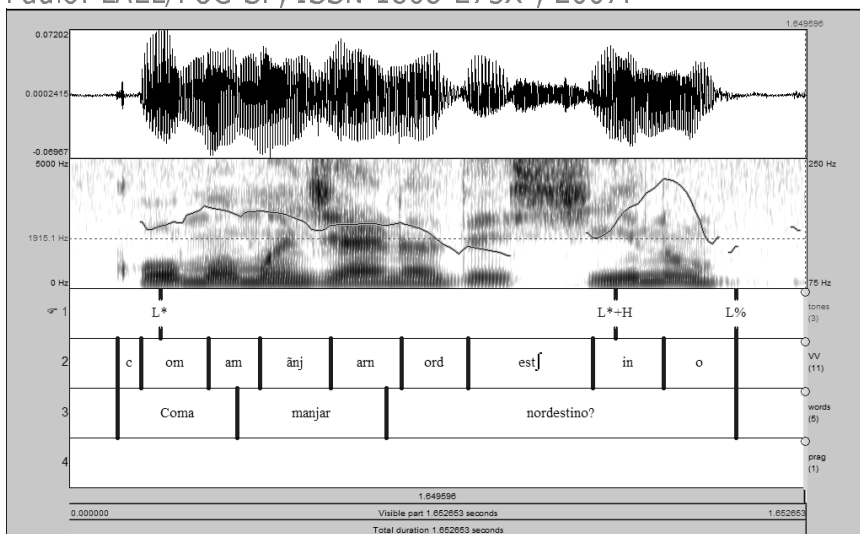 1.649596
0.07202
0.0002415
-0.06967
5000 Hz 250 Hz
1915.1 Hz
0 Hz 75 Hz
☞ 1 L* L*+H L% tones (3)
2 c om am ãnj arn ord estʃ in o VV (11)
3 Coma manjar nordestino? words (5)
4 prag (1)
1.649596
0.000000 Visible part 1.652653 seconds 1.652653
Total duration 1.652653 seconds